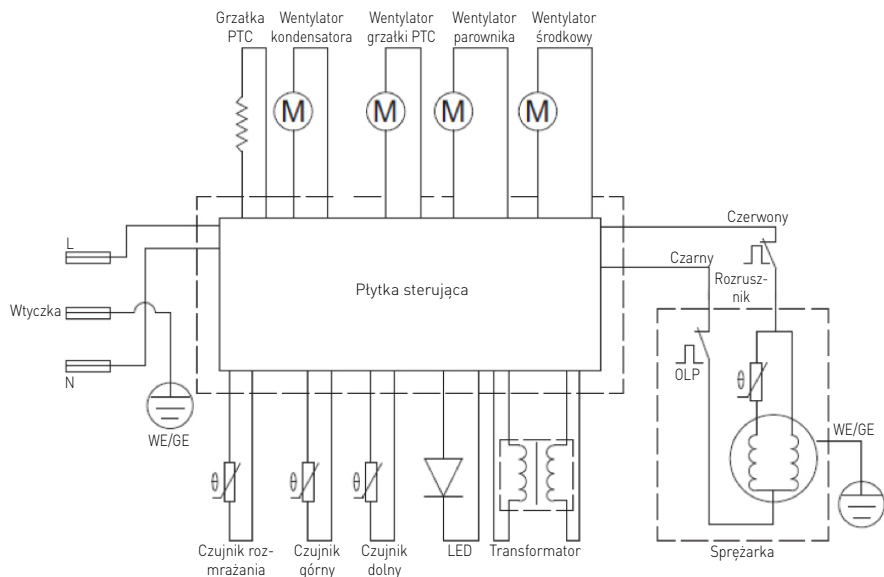 Grzałka
PTC
Wentylator
kondensatora
Wentylator
grzałki PTC
Wentylator
parownika
Wentylator
środkowy
M
M
M
M
Czerwony
L
Czarny
Rozrusz-
nik
Płytka sterująca
Wtyczka
N
OLP
θ
WE/GE
WE/GE
θ
θ
θ
Czujnik roz-
mrażania
Czujnik
górny
Czujnik
dolny
LED
Transformator
Sprężarka